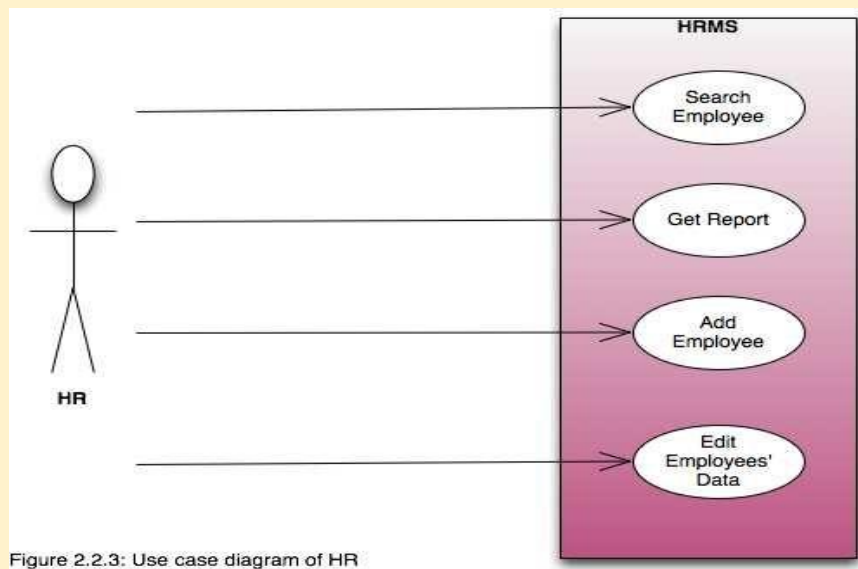 HRMS
Search
Employee
Get Report
Add
Employee
Edit
Employees'
Data
HR
Figure 2.2.3: Use case diagram of HR